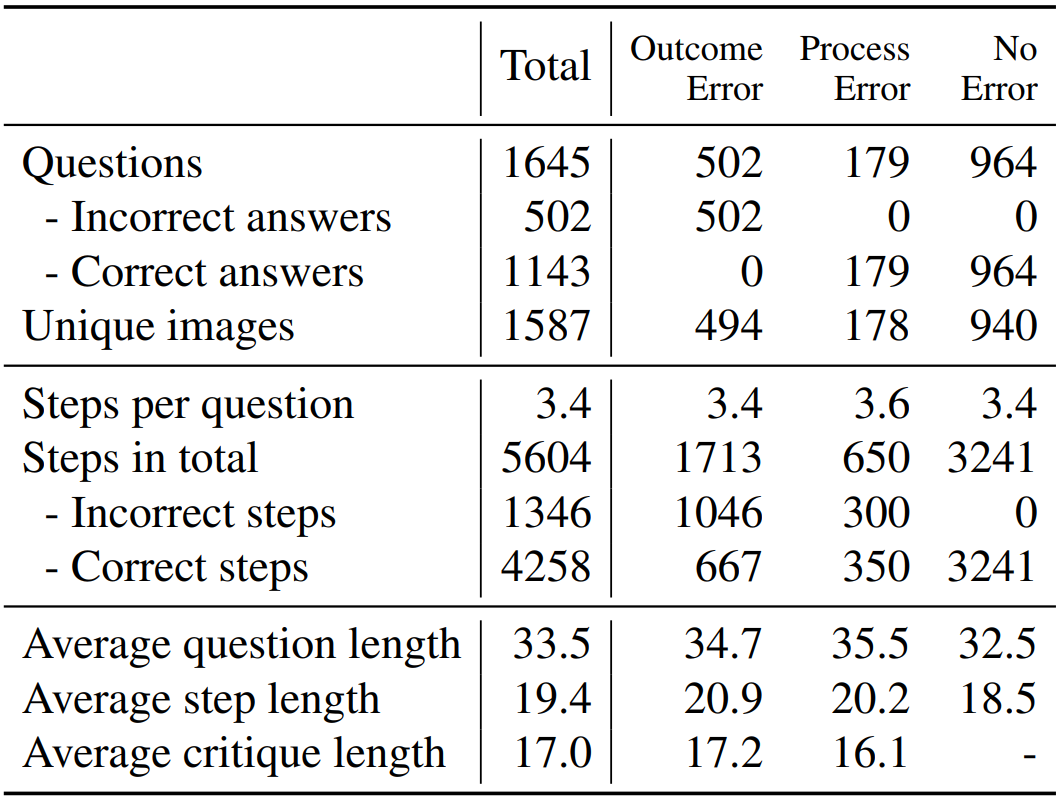 Total Outcome Error Process Error No Error
Questions 1645 502 179 964
- Incorrect answers 502 502 0 0
- Correct answers 1143 0 179 964
Unique images 1587 494 178 940
Steps per question 3.4 3.4 3.6 3.4
Steps in total 5604 1713 650 3241
- Incorrect steps 1346 1046 300 0
- Correct steps 4258 667 350 3241
Average question length 33.5 34.7 35.5 32.5
Average step length 19.4 20.9 20.2 18.5
Average critique length 17.0 17.2 16.1 -